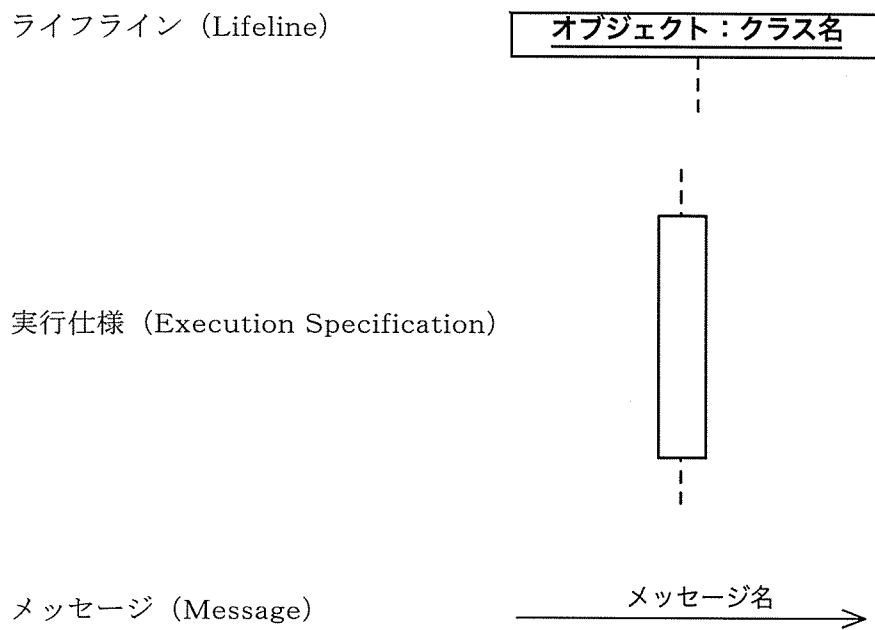 ライフライン（Lifeline）
オブジェクト：クラス名
実行仕様（Execution Specification）
メッセージ（Message）
メッセージ名